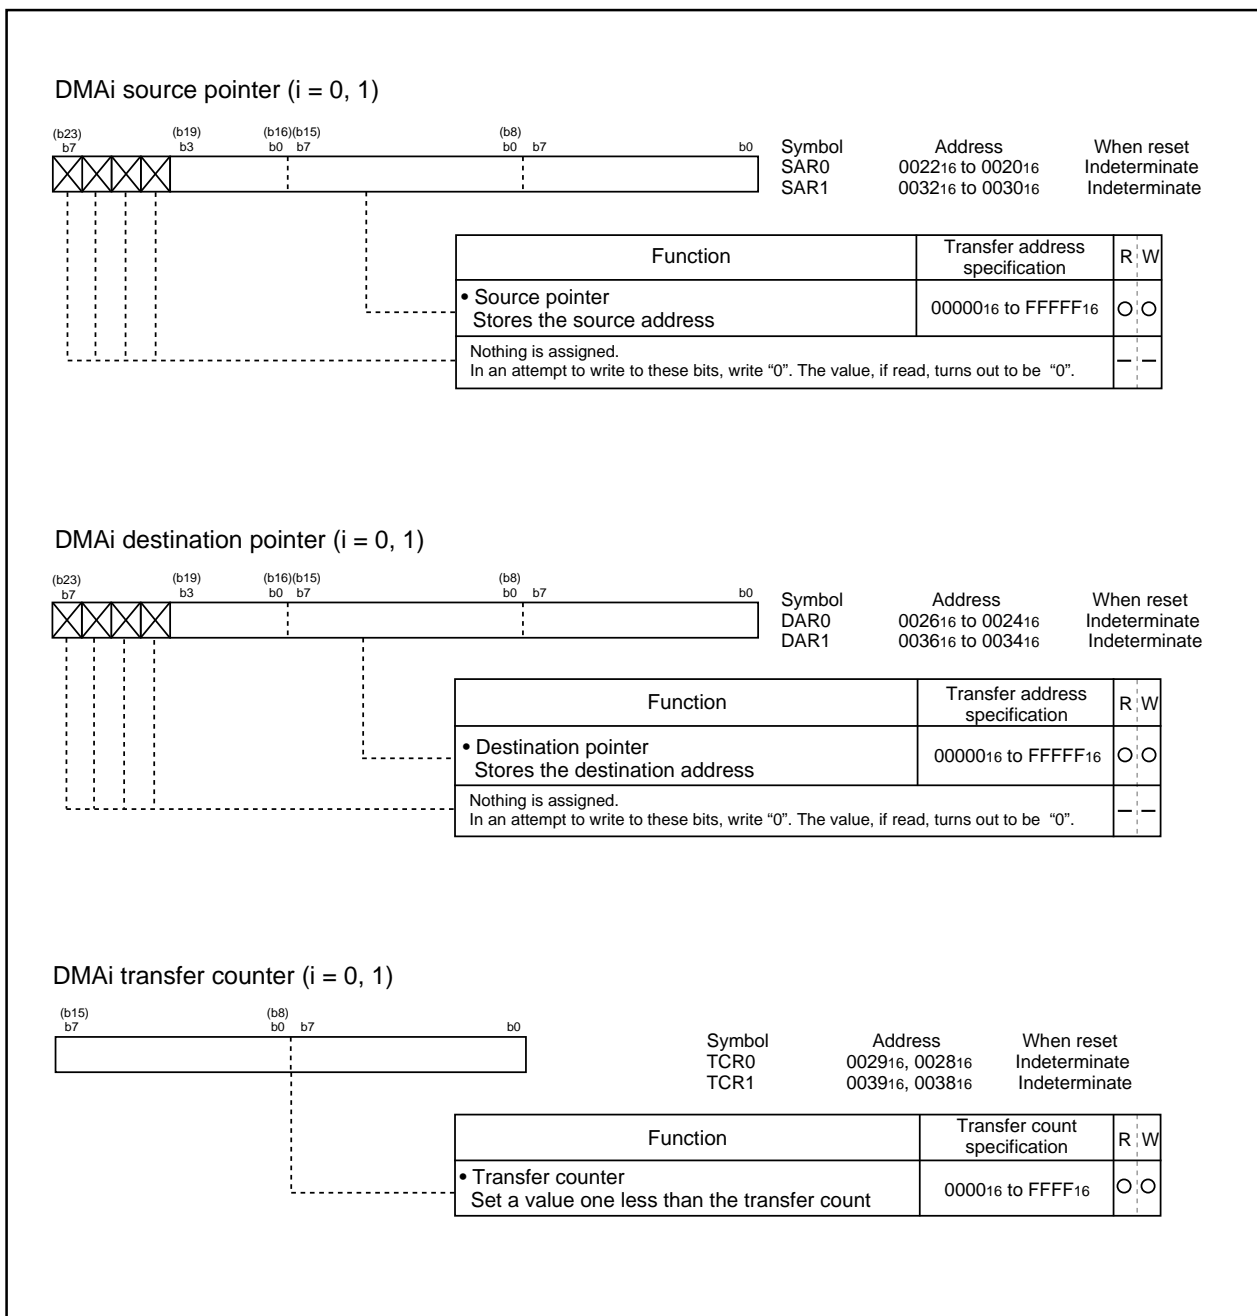 DMAi source pointer (i = 0, 1)
(b23) (b19) (b16)(b15) (b8)
b7 b3 b0 b7 b0 b7 b0
Symbol Address When reset
SAR0 002216 to 002016 Indeterminate
SAR1 003216 to 003016 Indeterminate
Function Transfer address specification R W
• Source pointer
Stores the source address 0000016 to FFFFF16
Nothing is assigned.
In an attempt to write to these bits, write “0”. The value, if read, turns out to be “0”.
DMAi destination pointer (i = 0, 1)
(b23) (b19) (b16)(b15) (b8)
b7 b3 b0 b7 b0 b7 b0
Symbol Address When reset
DAR0 002616 to 002416 Indeterminate
DAR1 003616 to 003416 Indeterminate
Function Transfer address specification R W
• Destination pointer
Stores the destination address 0000016 to FFFFF16
Nothing is assigned.
In an attempt to write to these bits, write “0”. The value, if read, turns out to be “0”.
DMAi transfer counter (i = 0, 1)
(b15) (b8)
b7 b0 b7 b0
Symbol Address When reset
TCR0 002916, 002816 Indeterminate
TCR1 003916, 003816 Indeterminate
Function Transfer count specification R W
• Transfer counter
Set a value one less than the transfer count 000016 to FFFF16